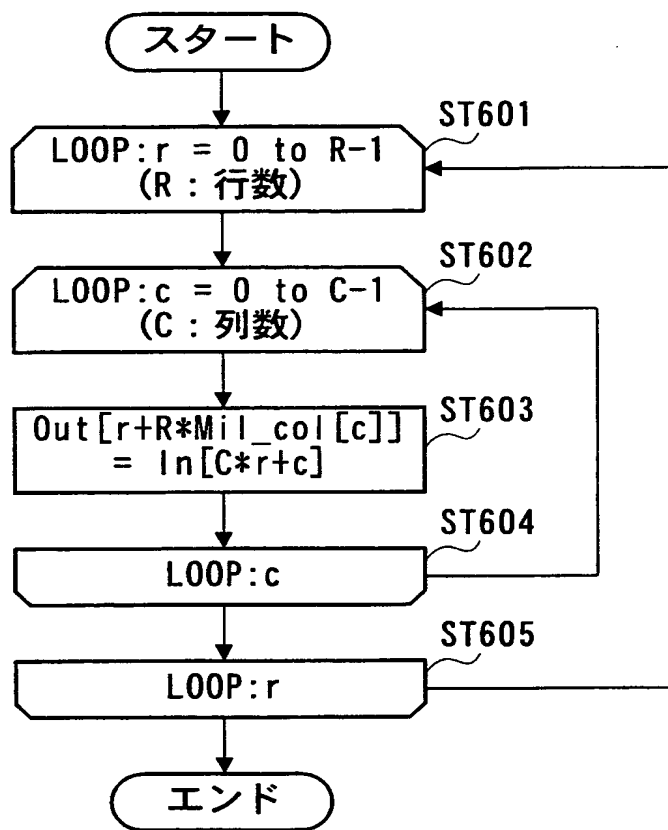 スタート
ST601
LOOP:r = 0 to R-1
(R:行数)
ST602
LOOP:c = 0 to C-1
(C:列数)
ST603
Out[r+R*Mil_col[c]]
= In[C*r+c]
ST604
LOOP:c
ST605
LOOP:r
エンド